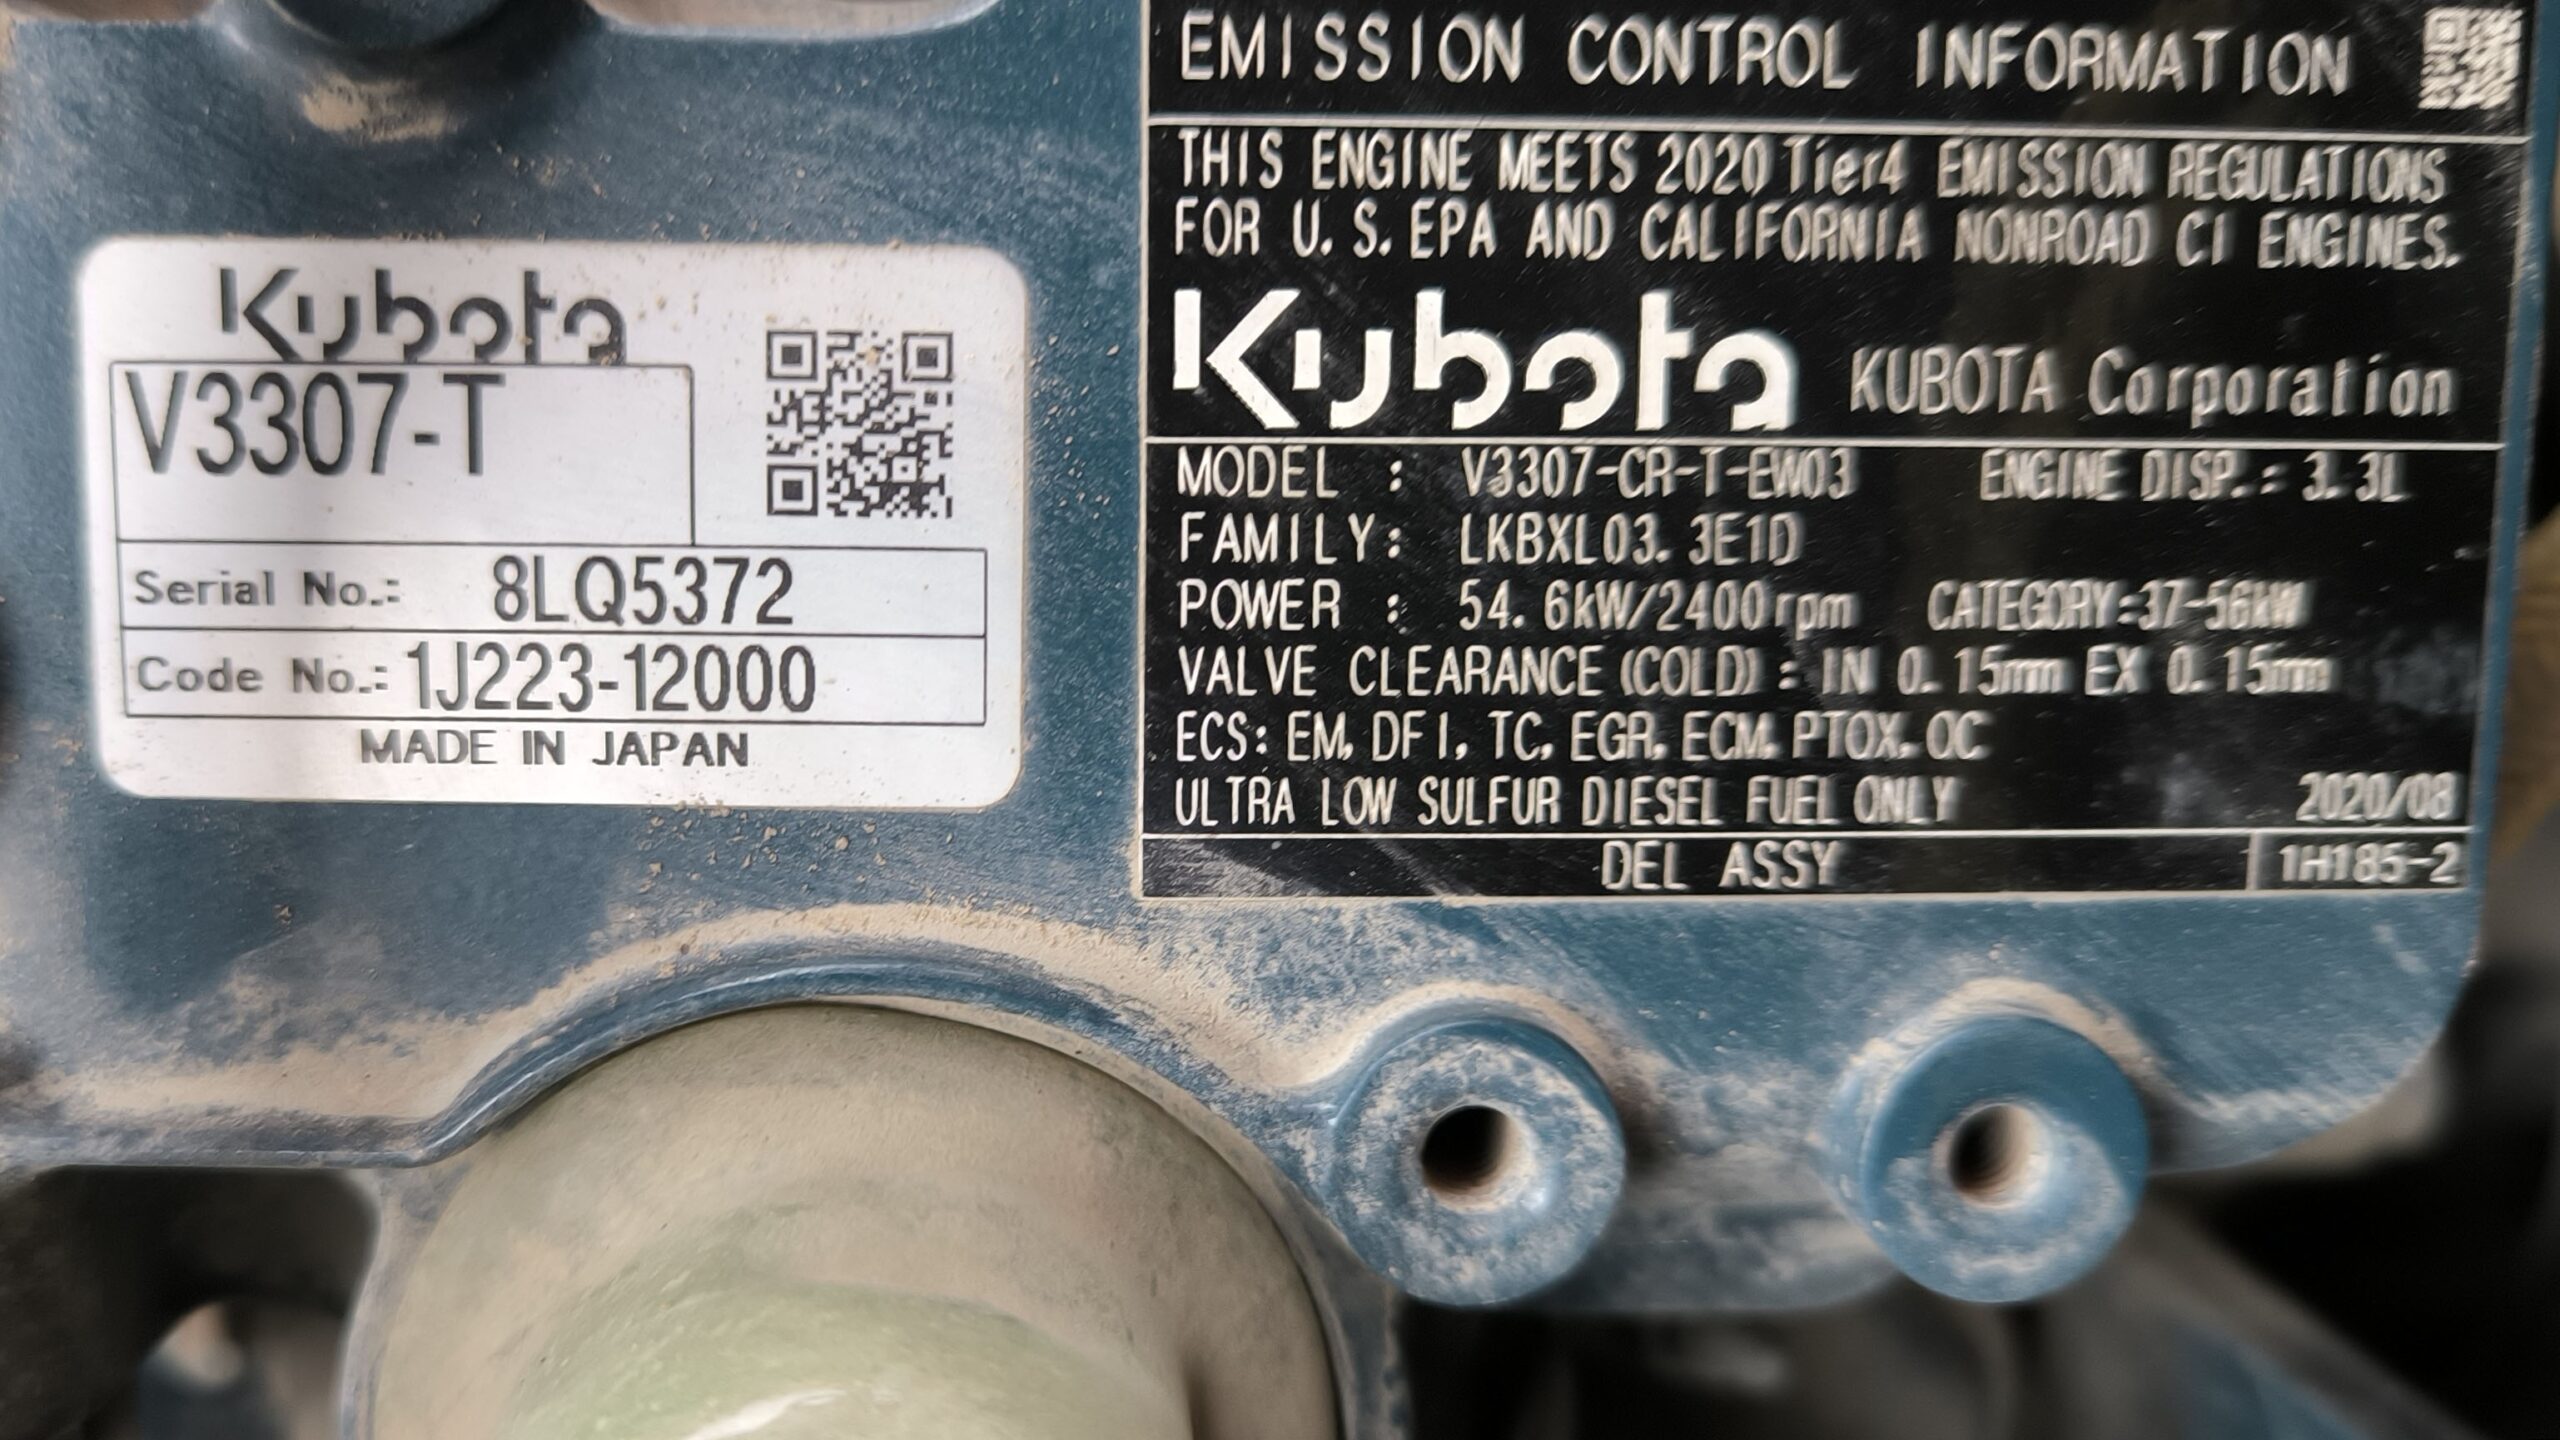 Kubota
V3307-T
Serial No.: 8LQ5372
Code No.: 1J223-12000
MADE IN JAPAN
EMISSION CONTROL INFORMATION
THIS ENGINE MEETS 2020 Tier4 EMISSION REGULATIONS
FOR U.S. EPA AND CALIFORNIA NONROAD CI ENGINES.
Kubota KUBOTA Corporation
MODEL : V3307-CR-T-EW03 ENGINE DISP.: 3.3L
FAMILY: LKBXL03.3E1D
POWER : 54.6kW/2400rpm CATEGORY:37-56kW
VALVE CLEARANCE (COLD): IN 0.15mm EX 0.15mm
ECS: EM, DFI, TC, EGR, ECM, PTOX, OC
ULTRA LOW SULFUR DIESEL FUEL ONLY 2020/08
DEL ASSY 1H185-2